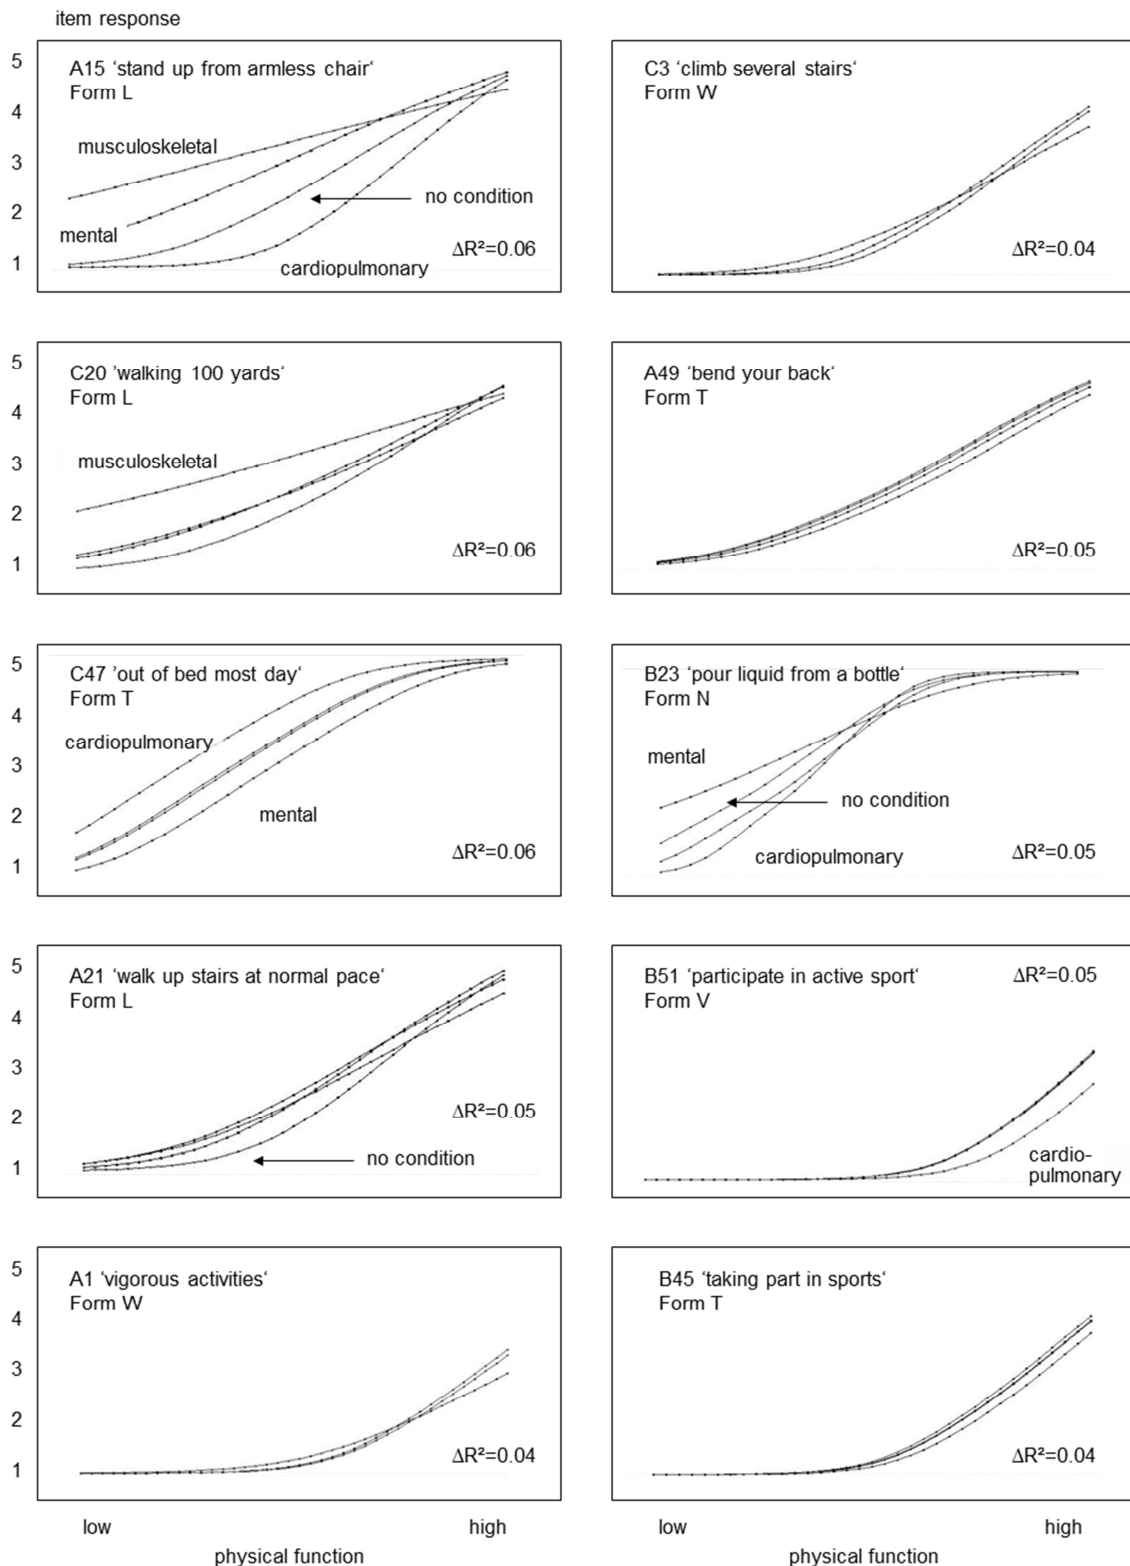 item response
5
4
3
2
1
A15 'stand up from armless chair‘
Form L
musculoskeletal
mental
no condition
cardiopulmonary
ΔR²=0.06
C3 'climb several stairs‘
Form W
ΔR²=0.04
5
4
3
2
1
C20 'walking 100 yards‘
Form L
musculoskeletal
ΔR²=0.06
A49 'bend your back‘
Form T
ΔR²=0.05
5
4
3
2
1
C47 'out of bed most day‘
Form T
cardiopulmonary
mental
ΔR²=0.06
B23 'pour liquid from a bottle‘
Form N
mental
no condition
cardiopulmonary
ΔR²=0.05
5
4
3
2
1
A21 'walk up stairs at normal pace‘
Form L
ΔR²=0.05
no condition
B51 'participate in active sport‘
Form V
ΔR²=0.05
cardio-
pulmonary
5
4
3
2
1
A1 'vigorous activities‘
Form W
ΔR²=0.04
B45 'taking part in sports‘
Form T
ΔR²=0.04
low
high
physical function
low
high
physical function